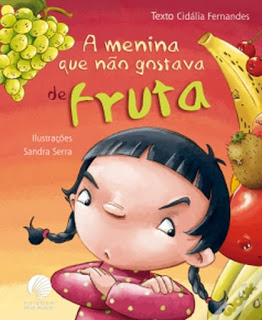 Texto Cidália Fernandes
A menina
que não gostava
de fruta
Ilustrações
Sandra Serra